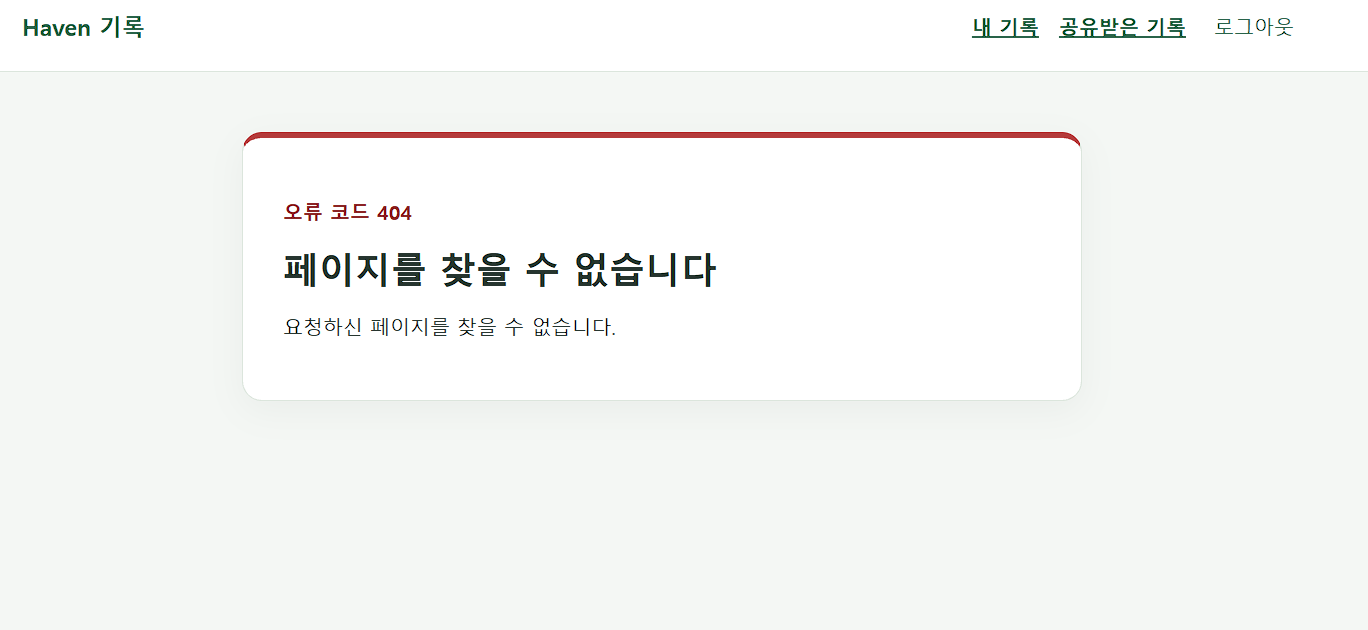 Haven 기록
내 기록 공유받은 기록 로그아웃
오류 코드 404
페이지를 찾을 수 없습니다
요청하신 페이지를 찾을 수 없습니다.